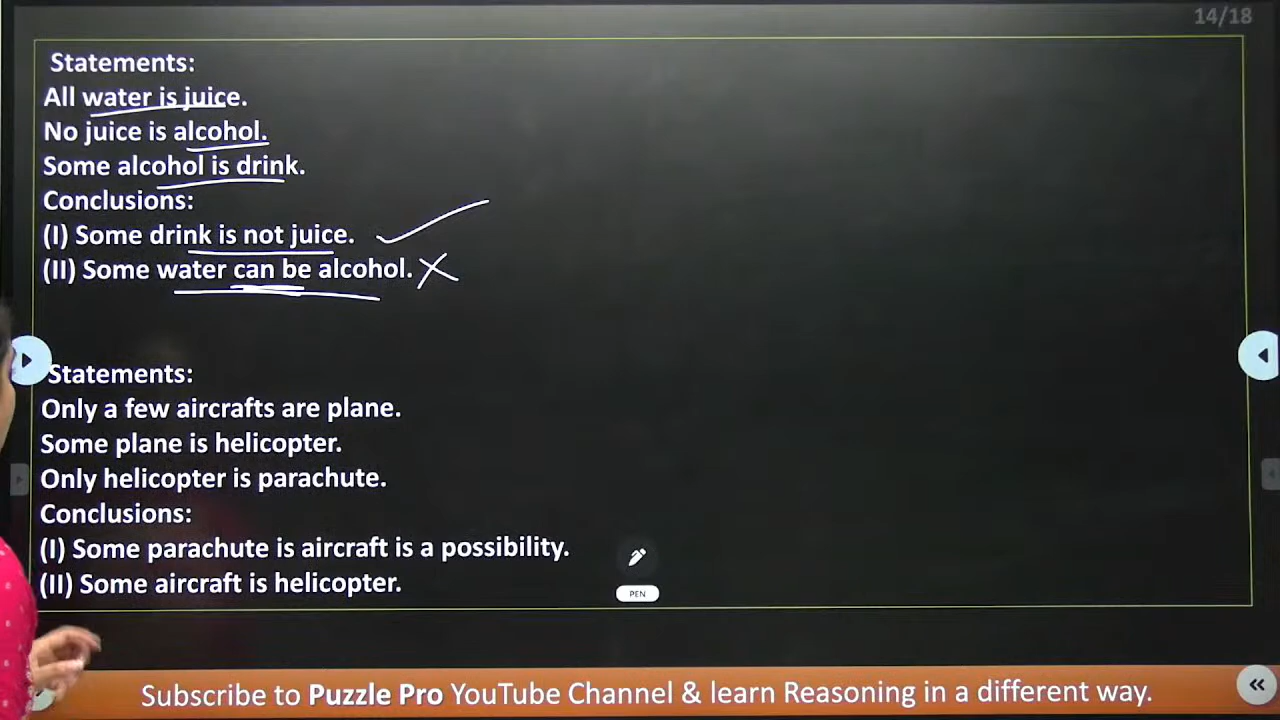 14/18
Statements:
All water is juice.
No juice is alcohol.
Some alcohol is drink.
Conclusions:
(I) Some drink is not juice.
(II) Some water can be alcohol.
Statements:
Only a few aircrafts are plane.
Some plane is helicopter.
Only helicopter is parachute.
Conclusions:
(I) Some parachute is aircraft is a possibility.
(II) Some aircraft is helicopter.
PEN
Subscribe to Puzzle Pro YouTube Channel & learn Reasoning in a different way.